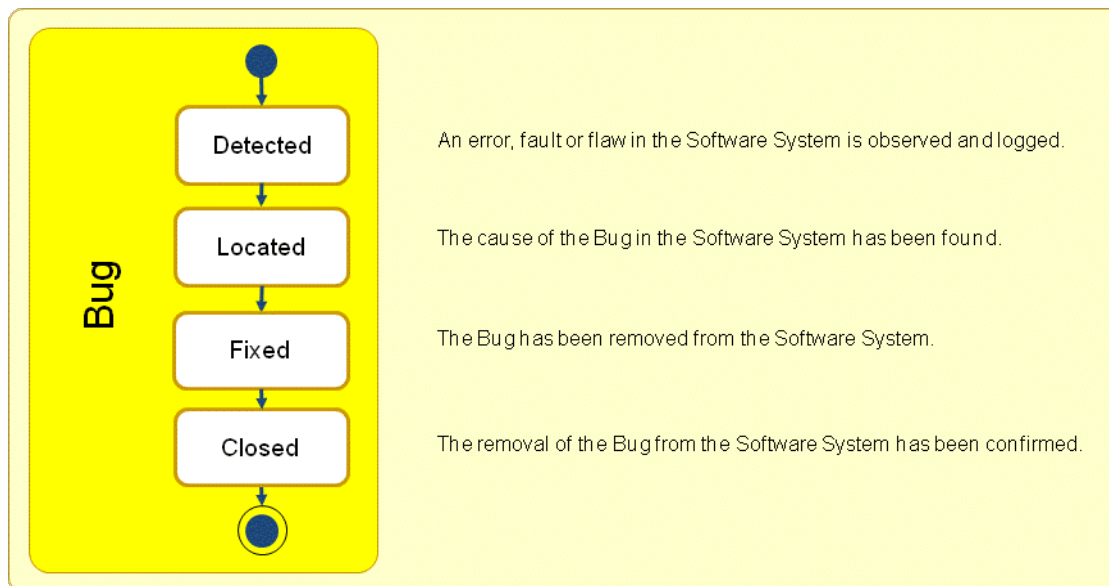 Bug
Detected
An error, fault or flaw in the Software System is observed and logged.
Located
The cause of the Bug in the Software System has been found.
Fixed
The Bug has been removed from the Software System.
Closed
The removal of the Bug from the Software System has been confirmed.